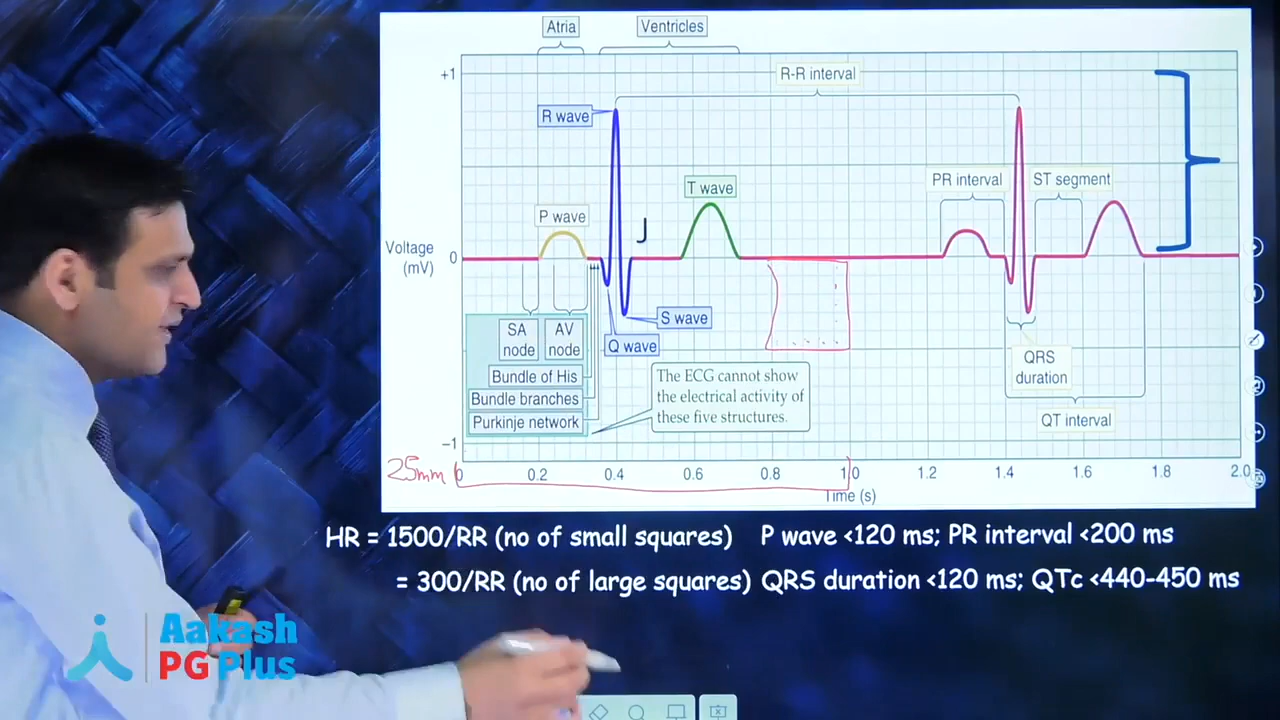 Atria
Ventricles
+1
R-R interval
R wave
PR interval
ST segment
T wave
P wave
J
Voltage
(mV)
0
S wave
SA
node
AV
node
Q wave
QRS
duration
Bundle of His
Bundle branches
Purkinje network
The ECG cannot show
the electrical activity of
these five structures.
QT interval
−1
25mm
0 0.2 0.4 0.6 0.8 1.0 1.2 1.4 1.6 1.8 2.0
Time (s)
HR = 1500/RR (no of small squares) P wave <120 ms; PR interval <200 ms
= 300/RR (no of large squares) QRS duration <120 ms; QTc <440-450 ms
Aakash
PG Plus